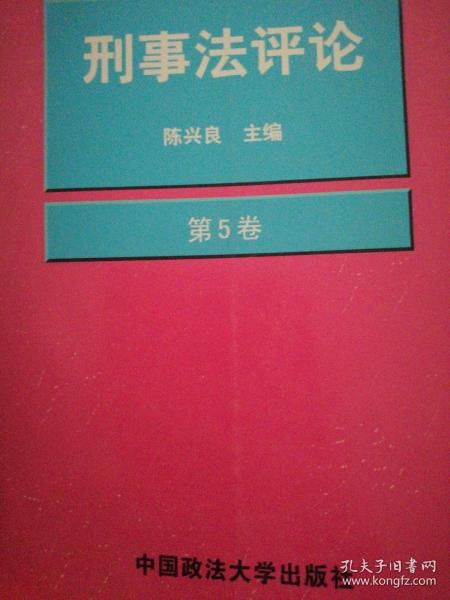 刑事法评论
陈兴良 主编
第5卷
中国政法大学出版社
孔夫子旧书网
www.kongfz.com